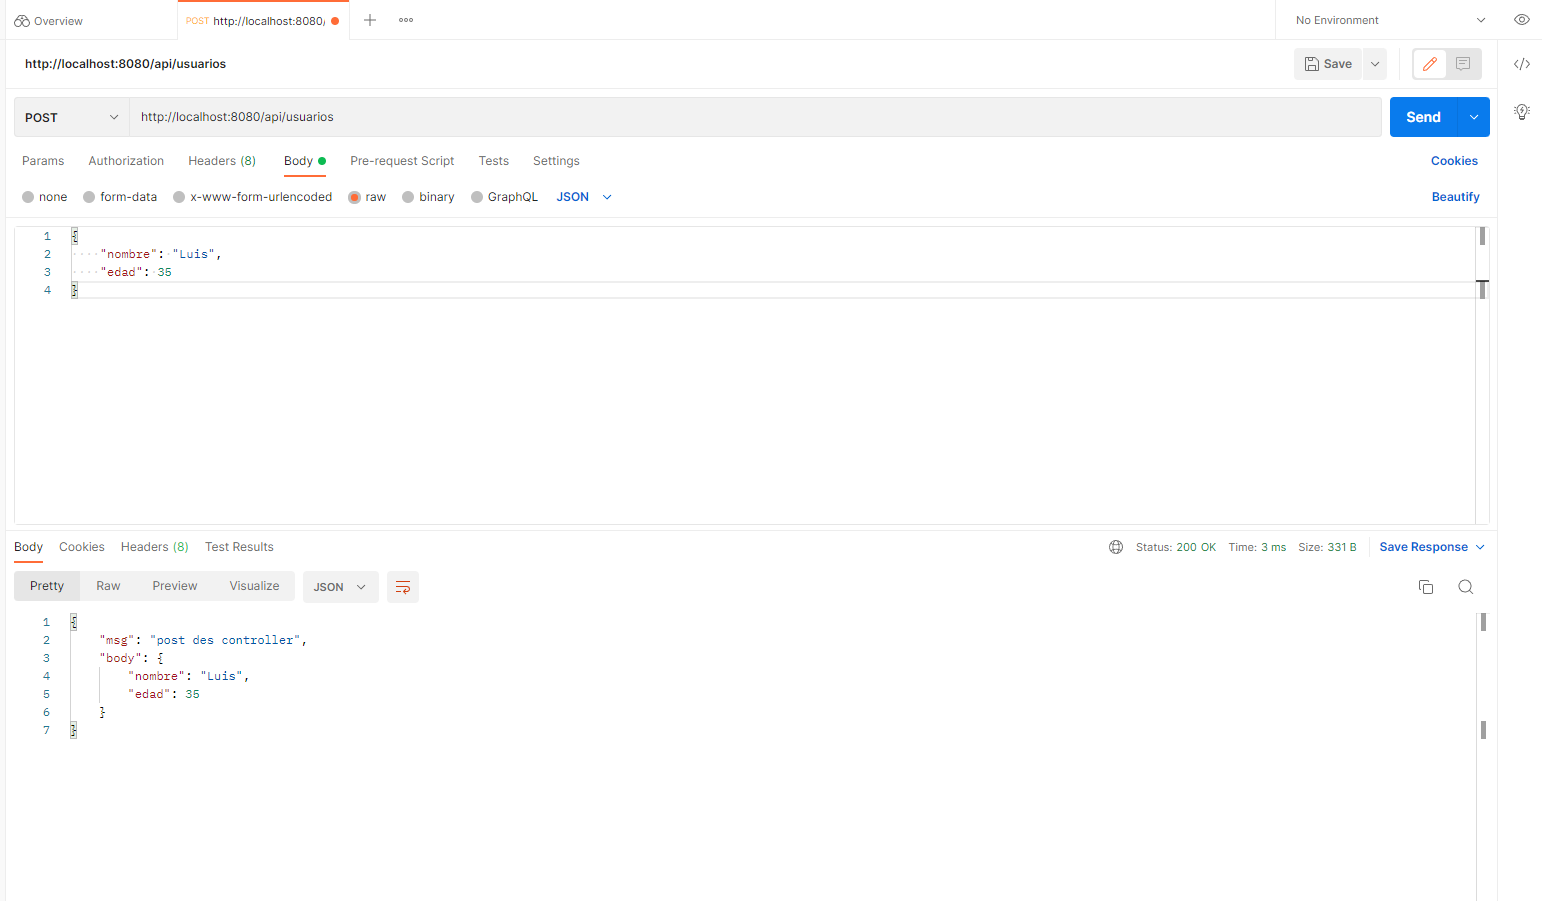 Overview
POST http://localhost:8080/
No Environment
http://localhost:8080/api/usuarios
Save
POST
http://localhost:8080/api/usuarios
Send
Params Authorization Headers (8) Body Pre-request Script Tests Settings Cookies
none form-data x-www-form-urlencoded raw binary GraphQL JSON Beautify
1 {
2 "nombre": "Luis",
3 "edad": 35
4 }
Body Cookies Headers (8) Test Results Status: 200 OK Time: 3 ms Size: 331 B Save Response
Pretty Raw Preview Visualize JSON
1 {
2 "msg": "post des controller",
3 "body": {
4 "nombre": "Luis",
5 "edad": 35
6 }
7 }